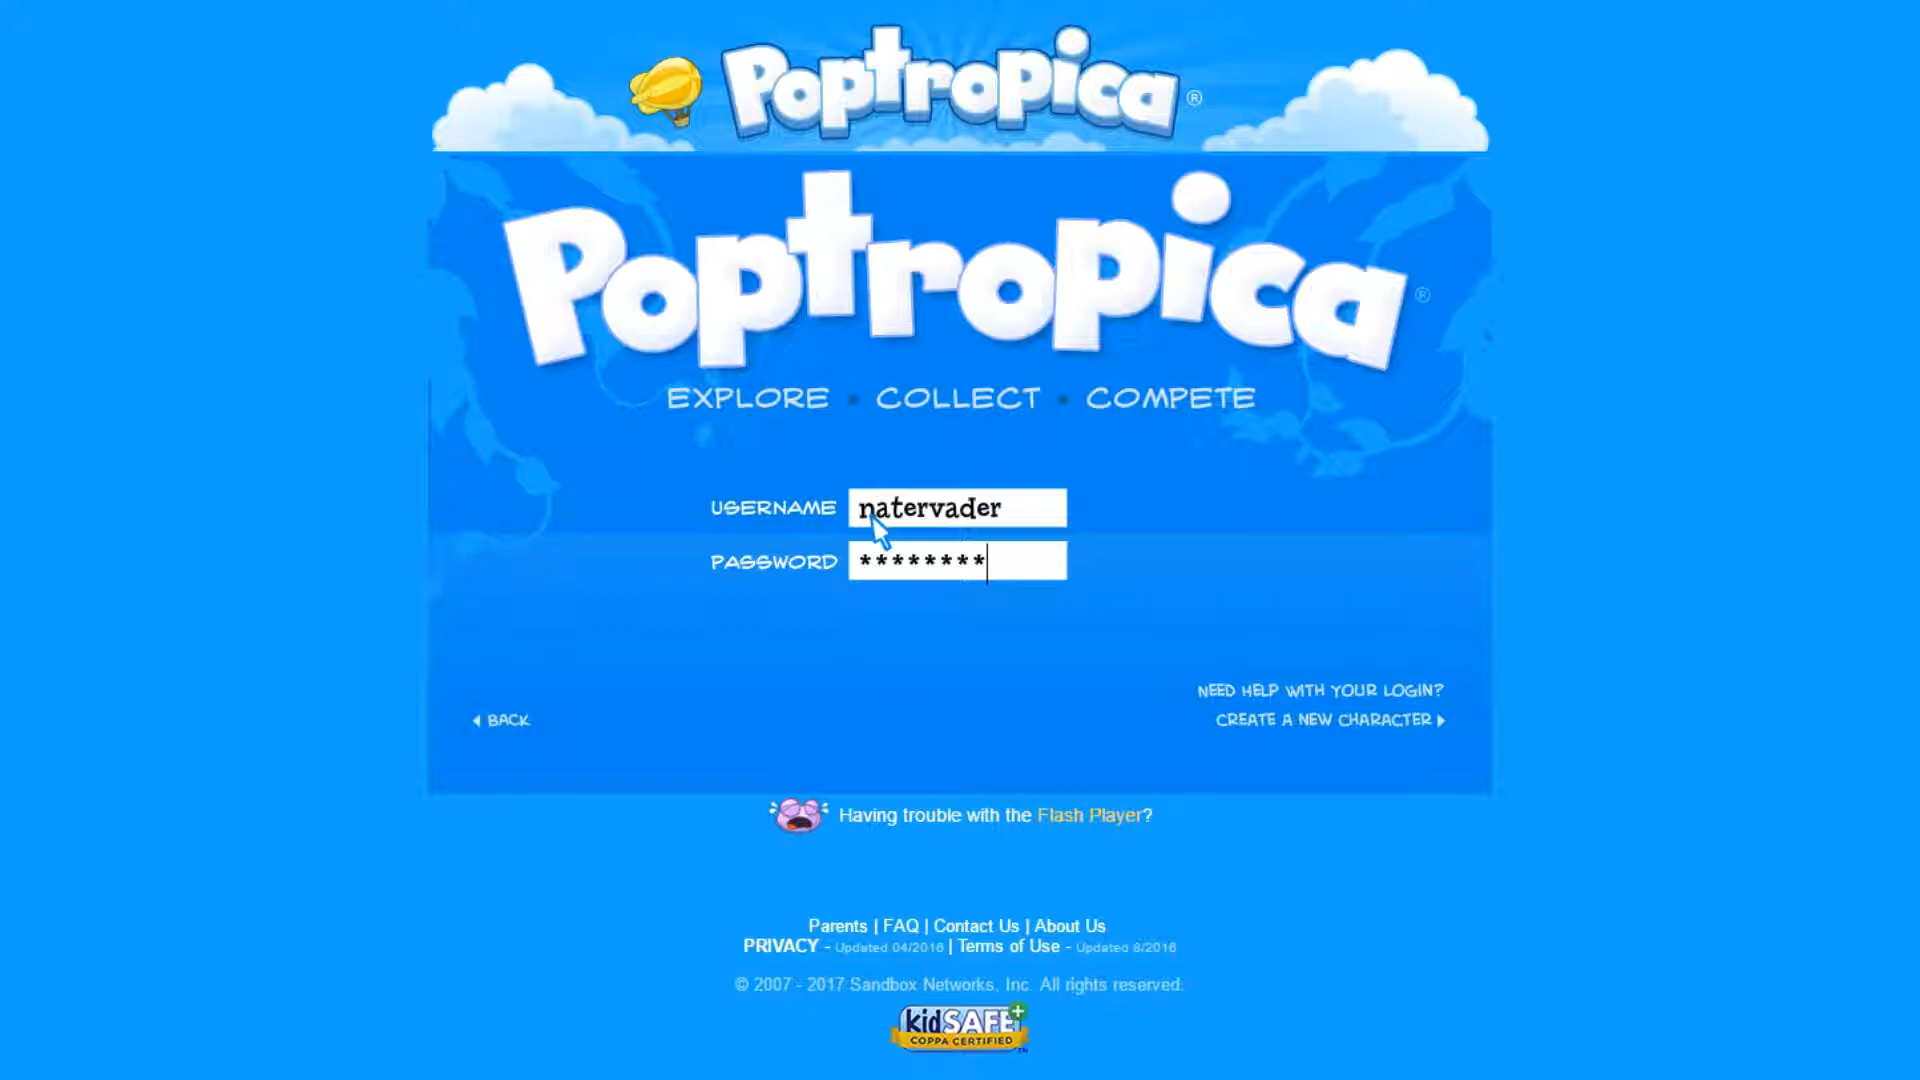 Poptropica ®
Poptropica ®
EXPLORE • COLLECT • COMPETE
USERNAME natervader
PASSWORD ********
NEED HELP WITH YOUR LOGIN?
BACK
CREATE A NEW CHARACTER
Having trouble with the Flash Player?
Parents | FAQ | Contact Us | About Us
PRIVACY - Updated 04/2016 | Terms of Use - Updated 8/2016
© 2007 - 2017 Sandbox Networks, Inc. All rights reserved.
kidSAFE+
COPPA CERTIFIED™